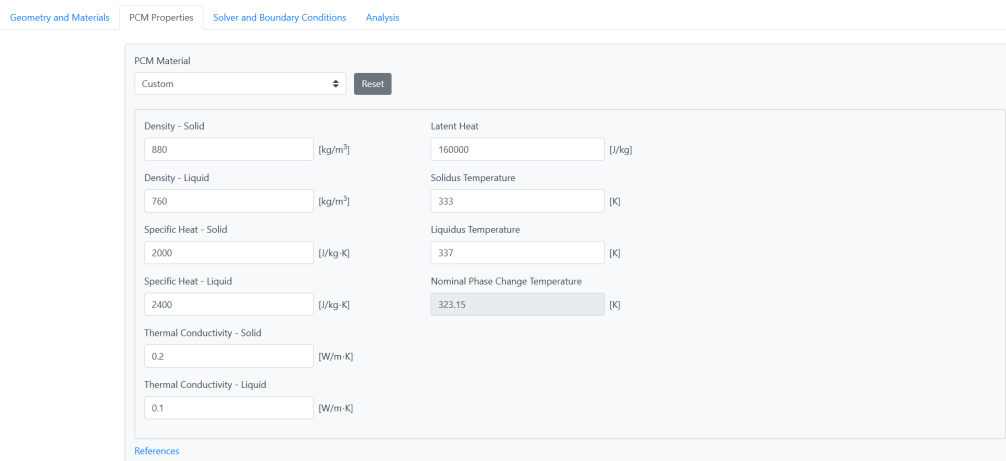 Geometry and Materials PCM Properties Solver and Boundary Conditions Analysis
PCM Material
Custom Reset
Density - Solid
880 [kg/m³]
Density - Liquid
760 [kg/m³]
Specific Heat - Solid
2000 [J/kg·K]
Specific Heat - Liquid
2400 [J/kg·K]
Thermal Conductivity - Solid
0.2 [W/m·K]
Thermal Conductivity - Liquid
0.1 [W/m·K]
Latent Heat
160000 [J/kg]
Solidus Temperature
333 [K]
Liquidus Temperature
337 [K]
Nominal Phase Change Temperature
323.15 [K]
References